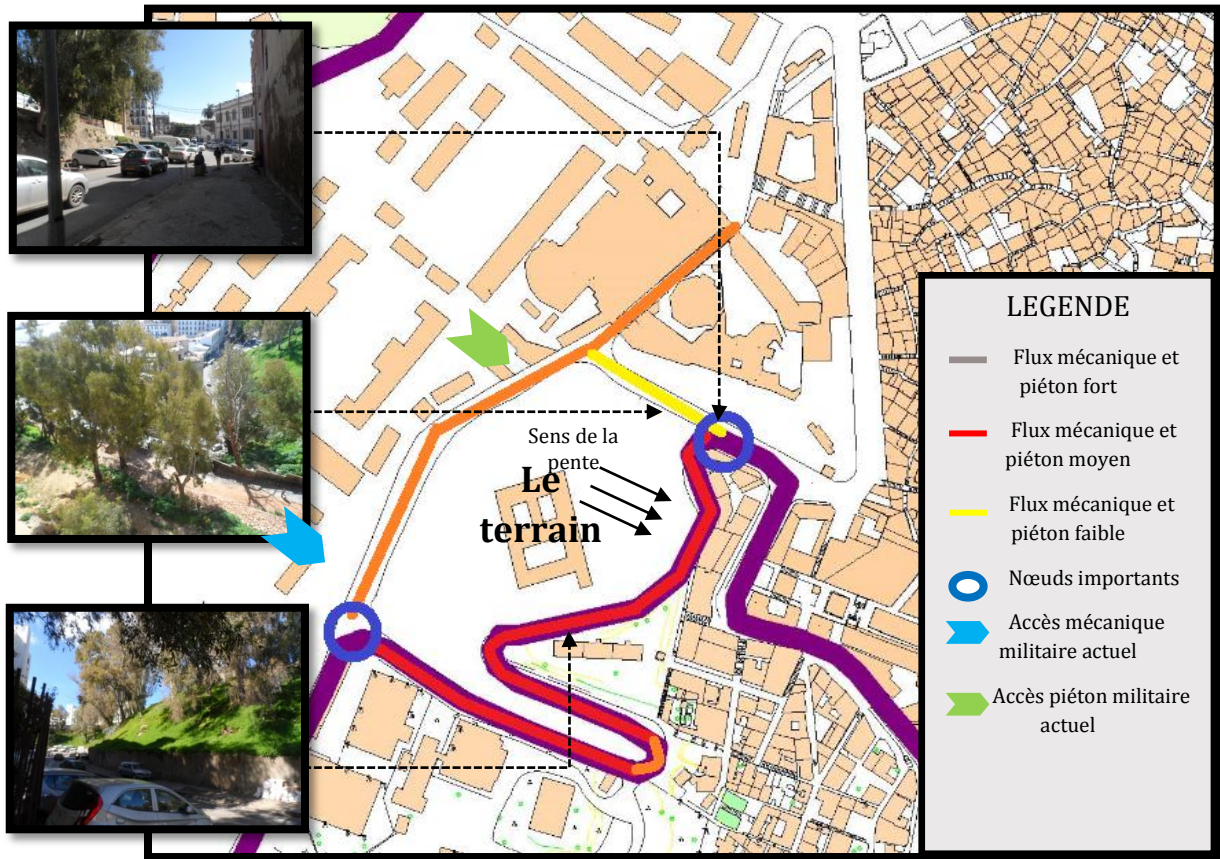 Sens de la
pente
Le
terrain
LEGENDE
Flux mécanique et
piéton fort
Flux mécanique et
piéton moyen
Flux mécanique et
piéton faible
Nœuds importants
Accès mécanique
militaire actuel
Accès piéton militaire
actuel